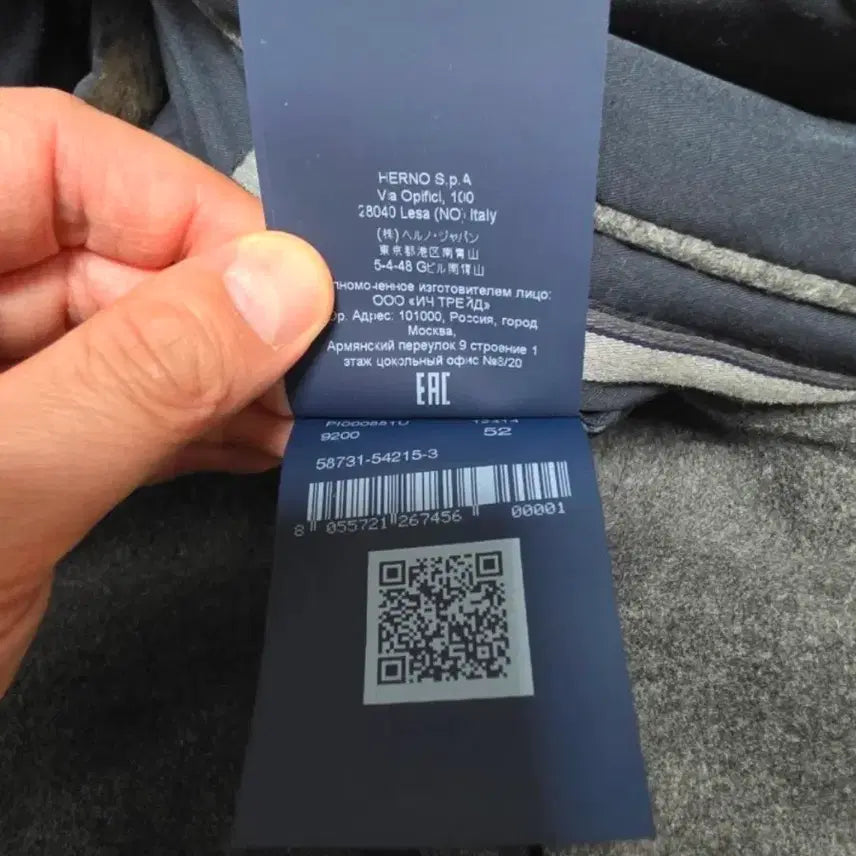 HERNO S.p.A
Via Opifici, 100
28040 Lesa (NO) Italy
(株)ヘルノ・ジャパン
東京都港区南青山
5-4-48 Gビル南青山
лномоченное изготовителем лицо:
ООО «ИЧ ТРЕЙД»
ор. Адрес: 101000, Россия, город
Москва,
Армянский переулок 9 строение 1
этаж цокольный офис №8/20
EAC
9200 52
58731-54215-3
8 055721 267456 00001